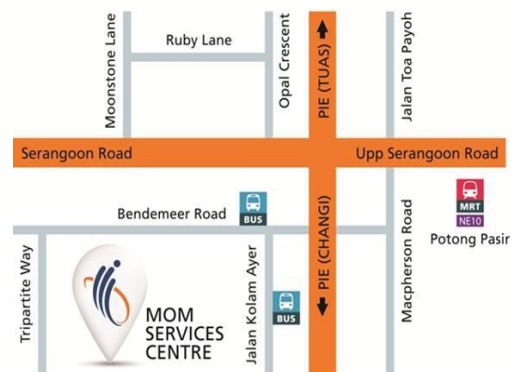 Moonstone Lane
Ruby Lane
Opal Crescent
PIE (TUAS)
Jalan Toa Payoh
Serangoon Road
Upp Serangoon Road
BUS
Bendemeer Road
MRT
NE10
Potong Pasir
Tripartite Way
MOM
SERVICES
CENTRE
Jalan Kolam Ayer
BUS
PIE (CHANGI)
Macpherson Road